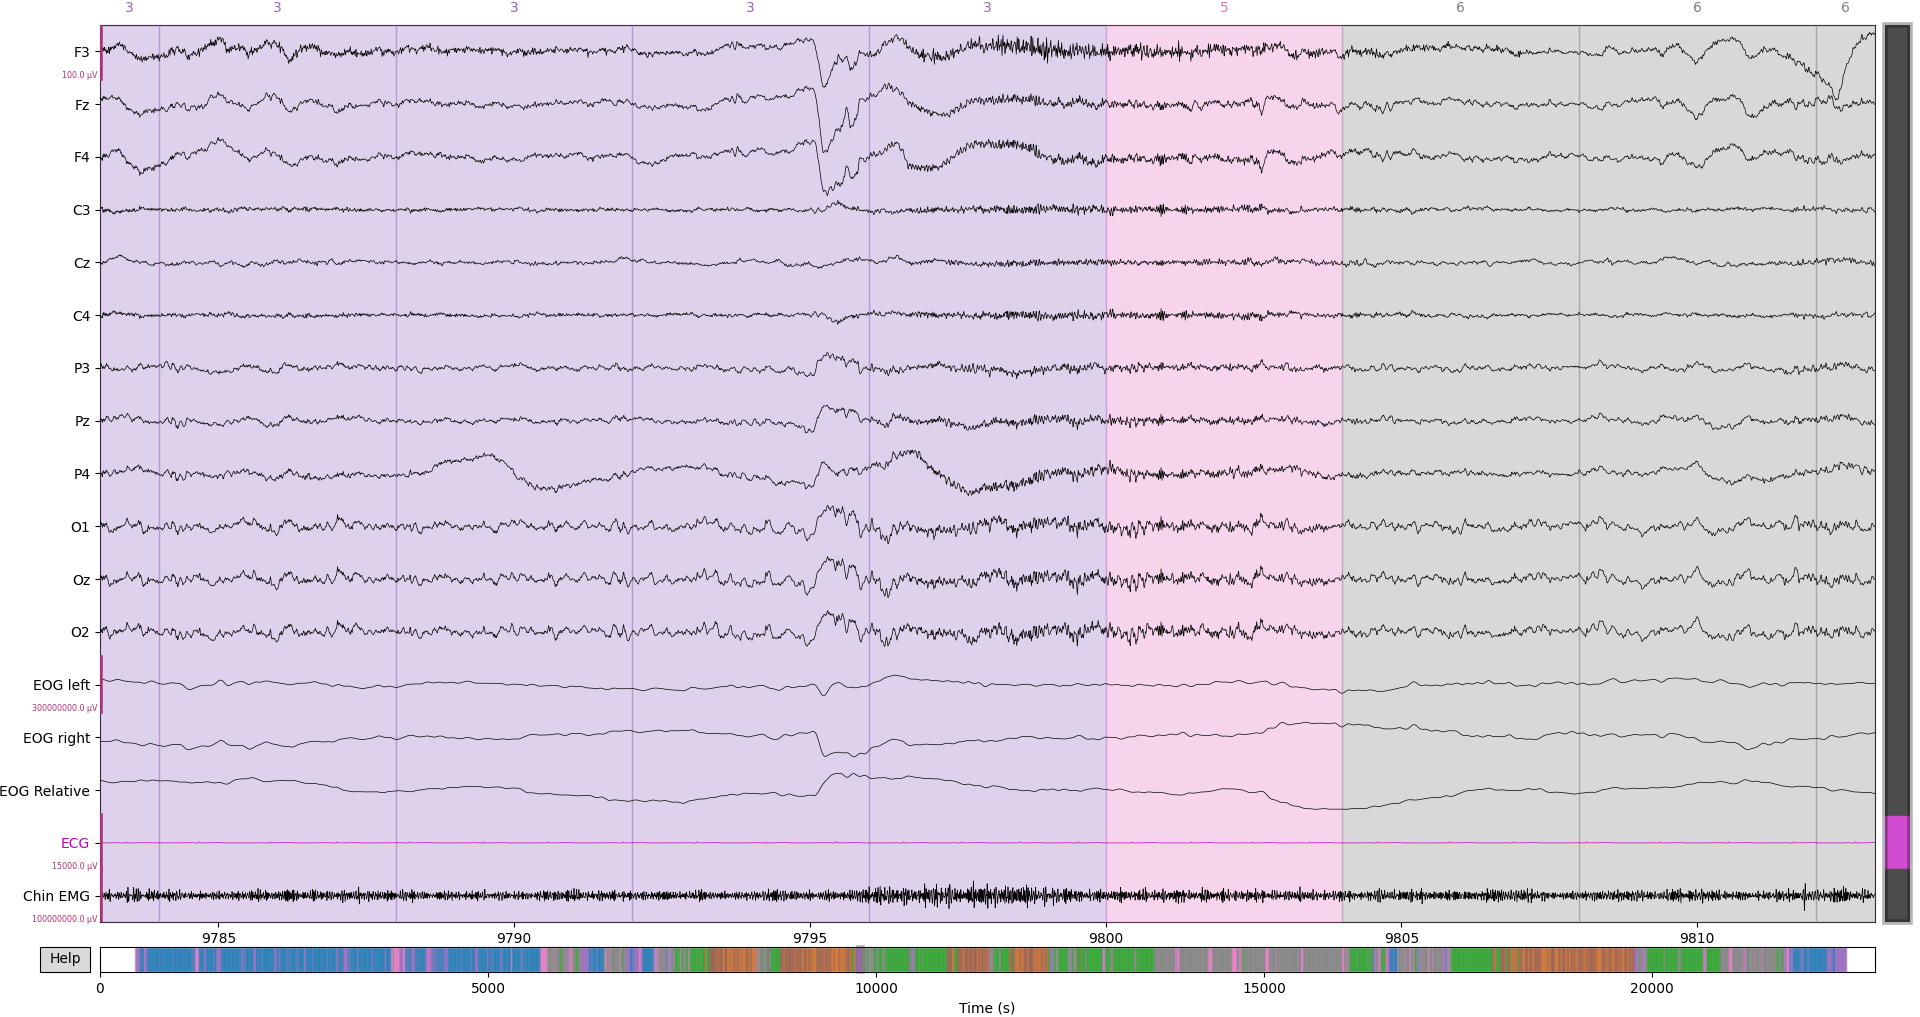 3 3 3 3 3 5 6 6 6
F3
100.0 µV
Fz
F4
C3
Cz
C4
P3
Pz
P4
O1
Oz
O2
EOG left
300000000.0 µV
EOG right
EOG Relative
ECG
15000.0 µV
Chin EMG
100000000.0 µV
9785 9790 9795 9800 9805 9810
Help
0 5000 10000 15000 20000
Time (s)